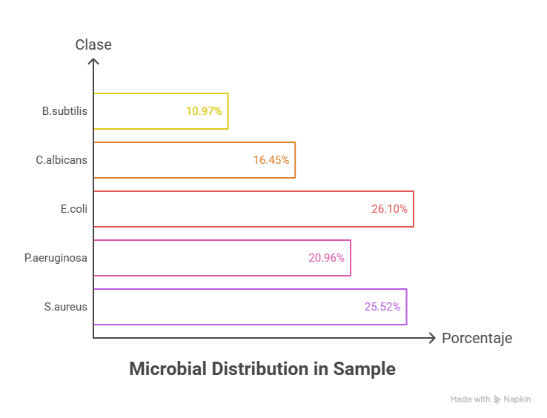 Clase
B.subtilis 10.97%
C.albicans 16.45%
E.coli 26.10%
P.aeruginosa 20.96%
S.aureus 25.52%
Porcentaje
Microbial Distribution in Sample
Made with Napkin